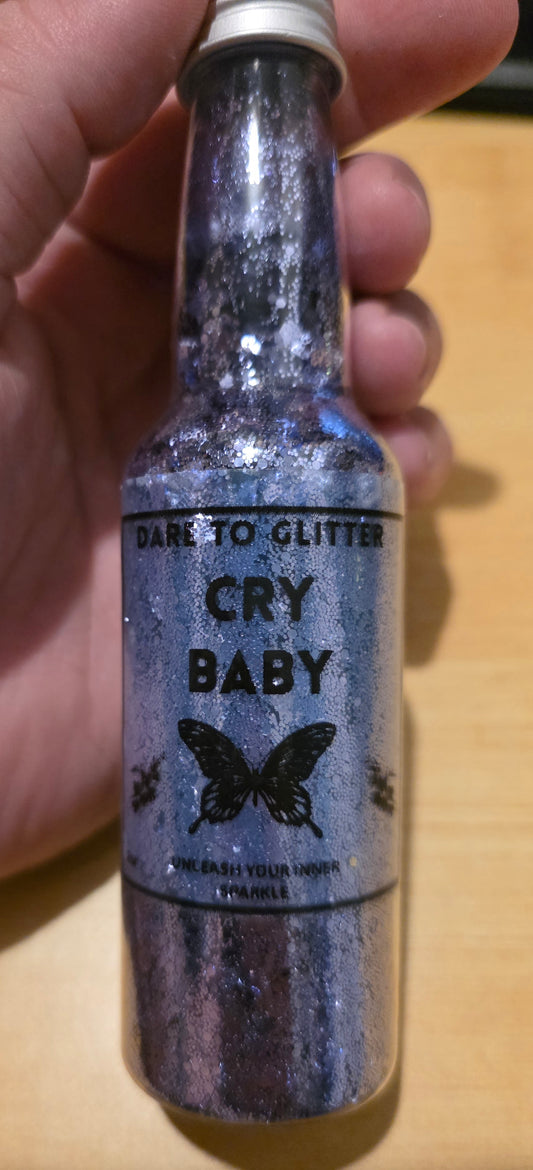 DARE TO GLITTER
CRY
BABY
UNLEASH YOUR INNER
SPARKLE